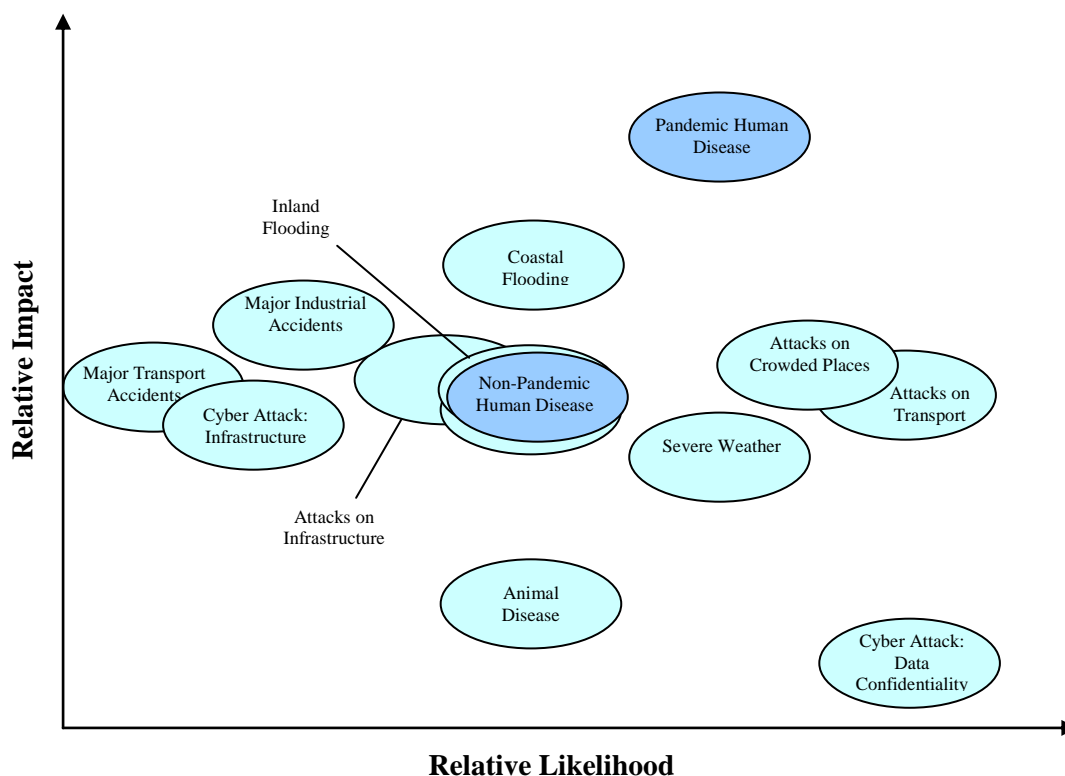 Pandemic Human
Disease
Inland
Flooding
Coastal
Flooding
Major Industrial
Accidents
Attacks on
Crowded Places
Major Transport
Accidents
Non-Pandemic
Human Disease
Attacks on
Transport
Cyber Attack:
Infrastructure
Severe Weather
Attacks on
Infrastructure
Animal
Disease
Cyber Attack:
Data
Confidentiality
Relative Impact
Relative Likelihood